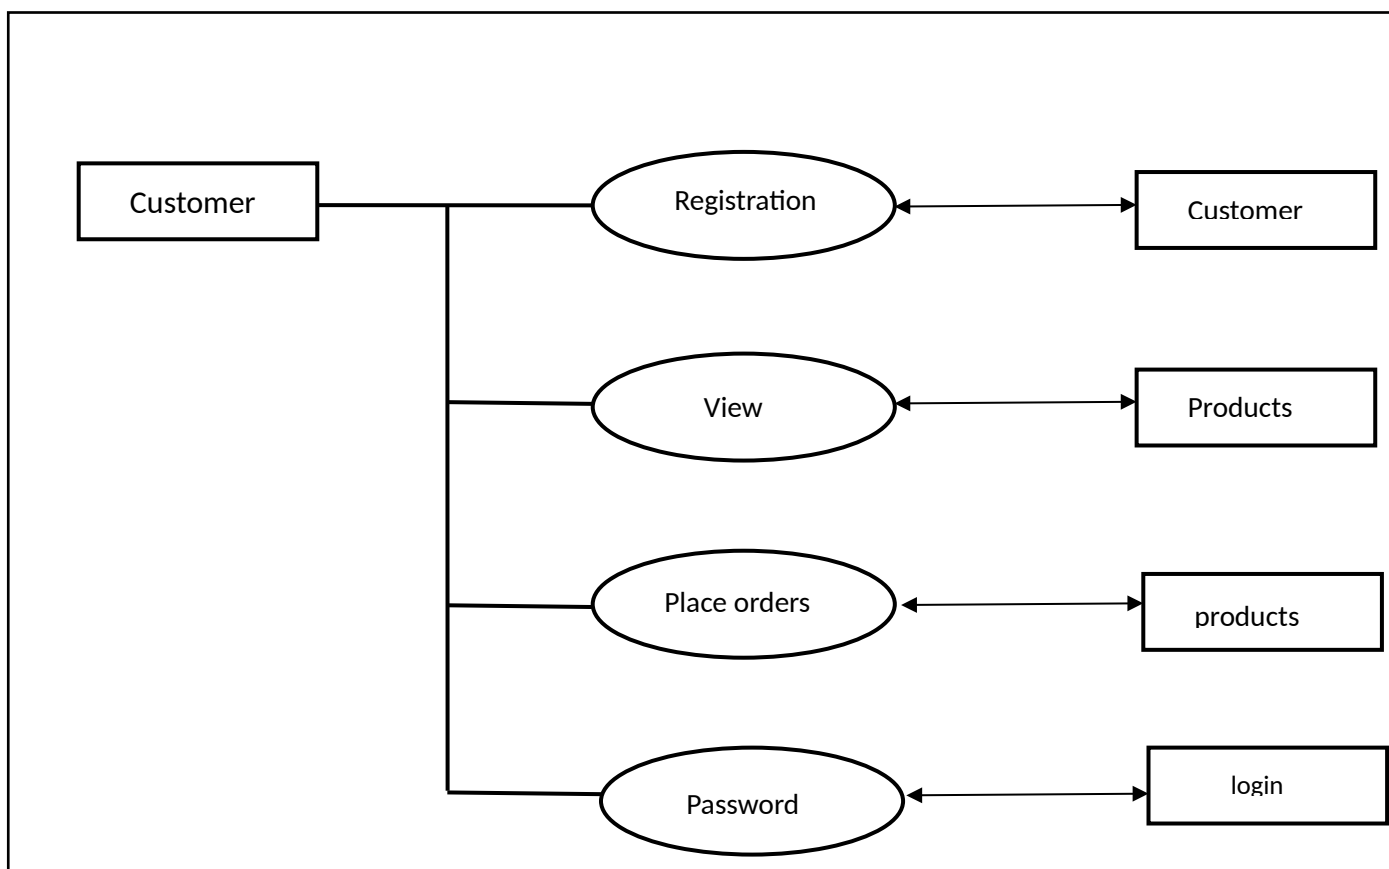 Customer
Registration
Customer
View
Products
Place orders
products
Password
login